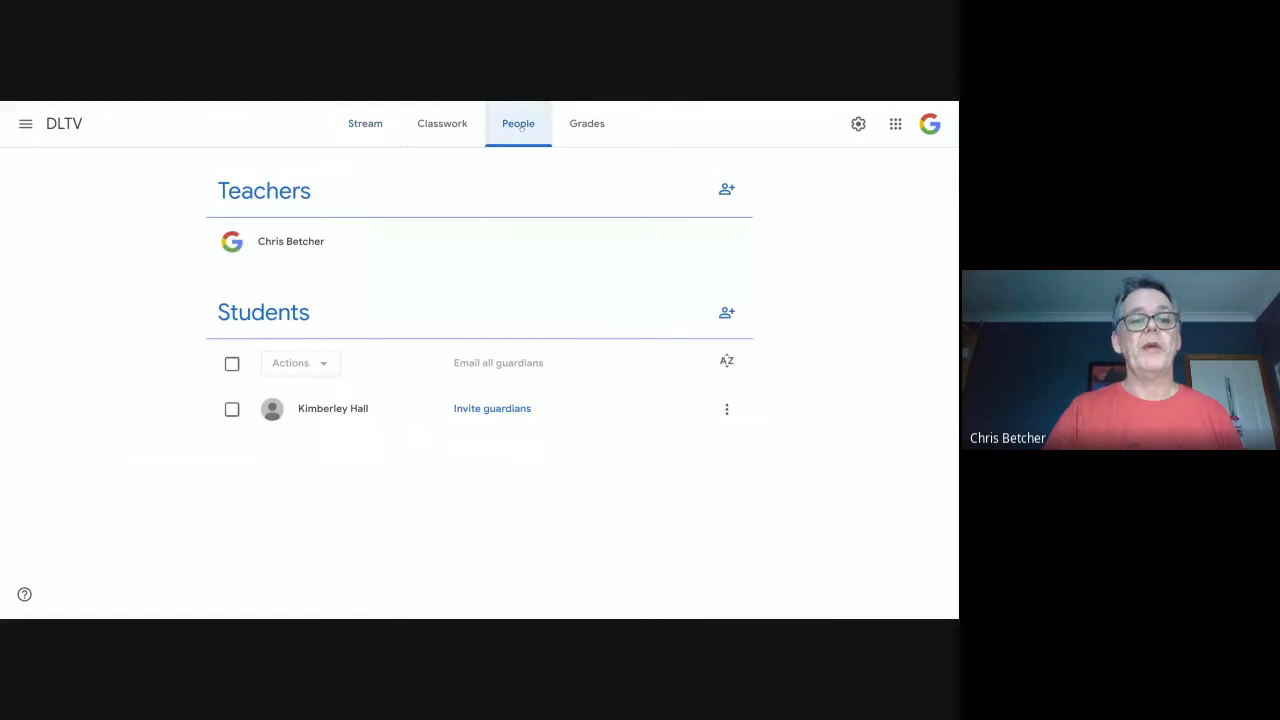 DLTV
Stream
Classwork
People
Grades
Teachers
Chris Betcher
Students
Actions
Email all guardians
AZ
Kimberley Hall
Invite guardians
Chris Betcher